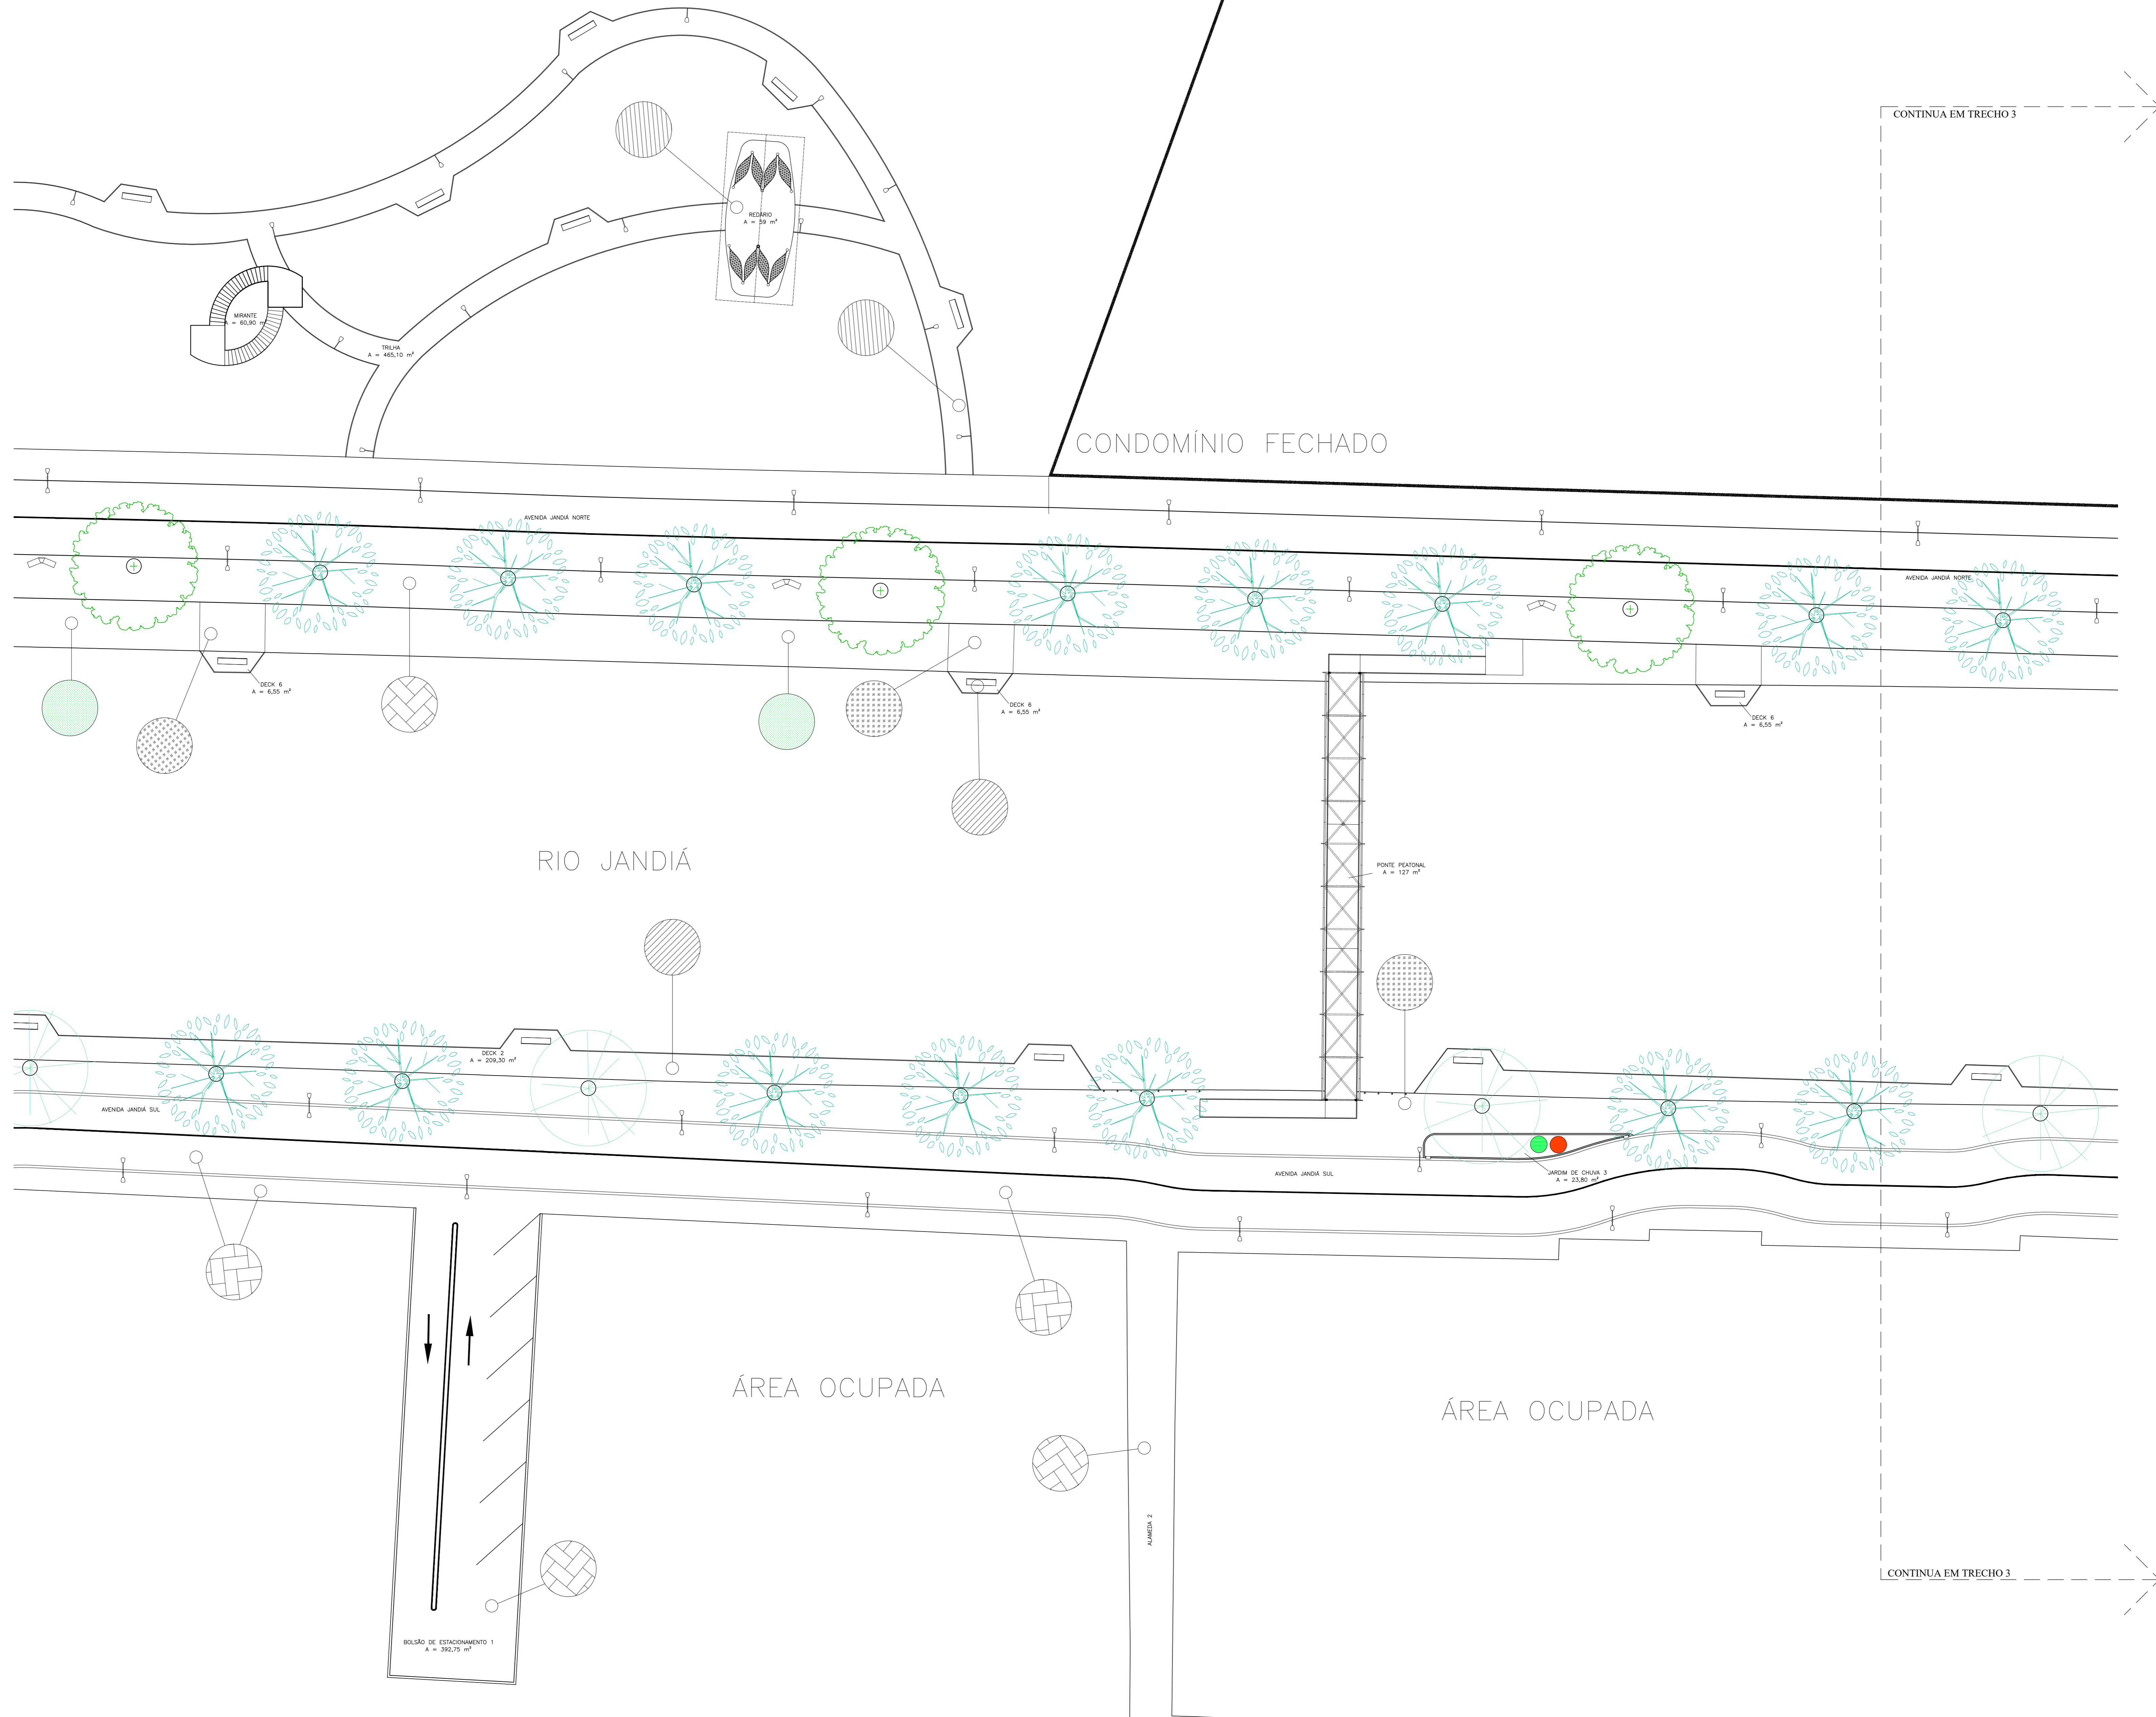 CONTINUA EM TRECHO 3
REDÁRIO
A = 59 m²
MIRANTE
A = 60,90 m²
TRILHA
A = 465,10 m²
CONDOMÍNIO FECHADO
AVENIDA JANDIÁ NORTE
AVENIDA JANDIÁ NORTE
DECK 6
A = 6,55 m²
DECK 6
A = 6,55 m²
DECK 6
A = 6,55 m²
RIO JANDIÁ
PONTE PEATONAL
A = 127 m²
DECK 2
A = 209,30 m²
AVENIDA JANDIÁ SUL
AVENIDA JANDIÁ SUL
JARDIM DE CHUVA 3
A = 23,80 m²
ÁREA OCUPADA
ÁREA OCUPADA
ALAMEDA 2
CONTINUA EM TRECHO 3
BOLSÃO DE ESTACIONAMENTO 1
A = 392,75 m²